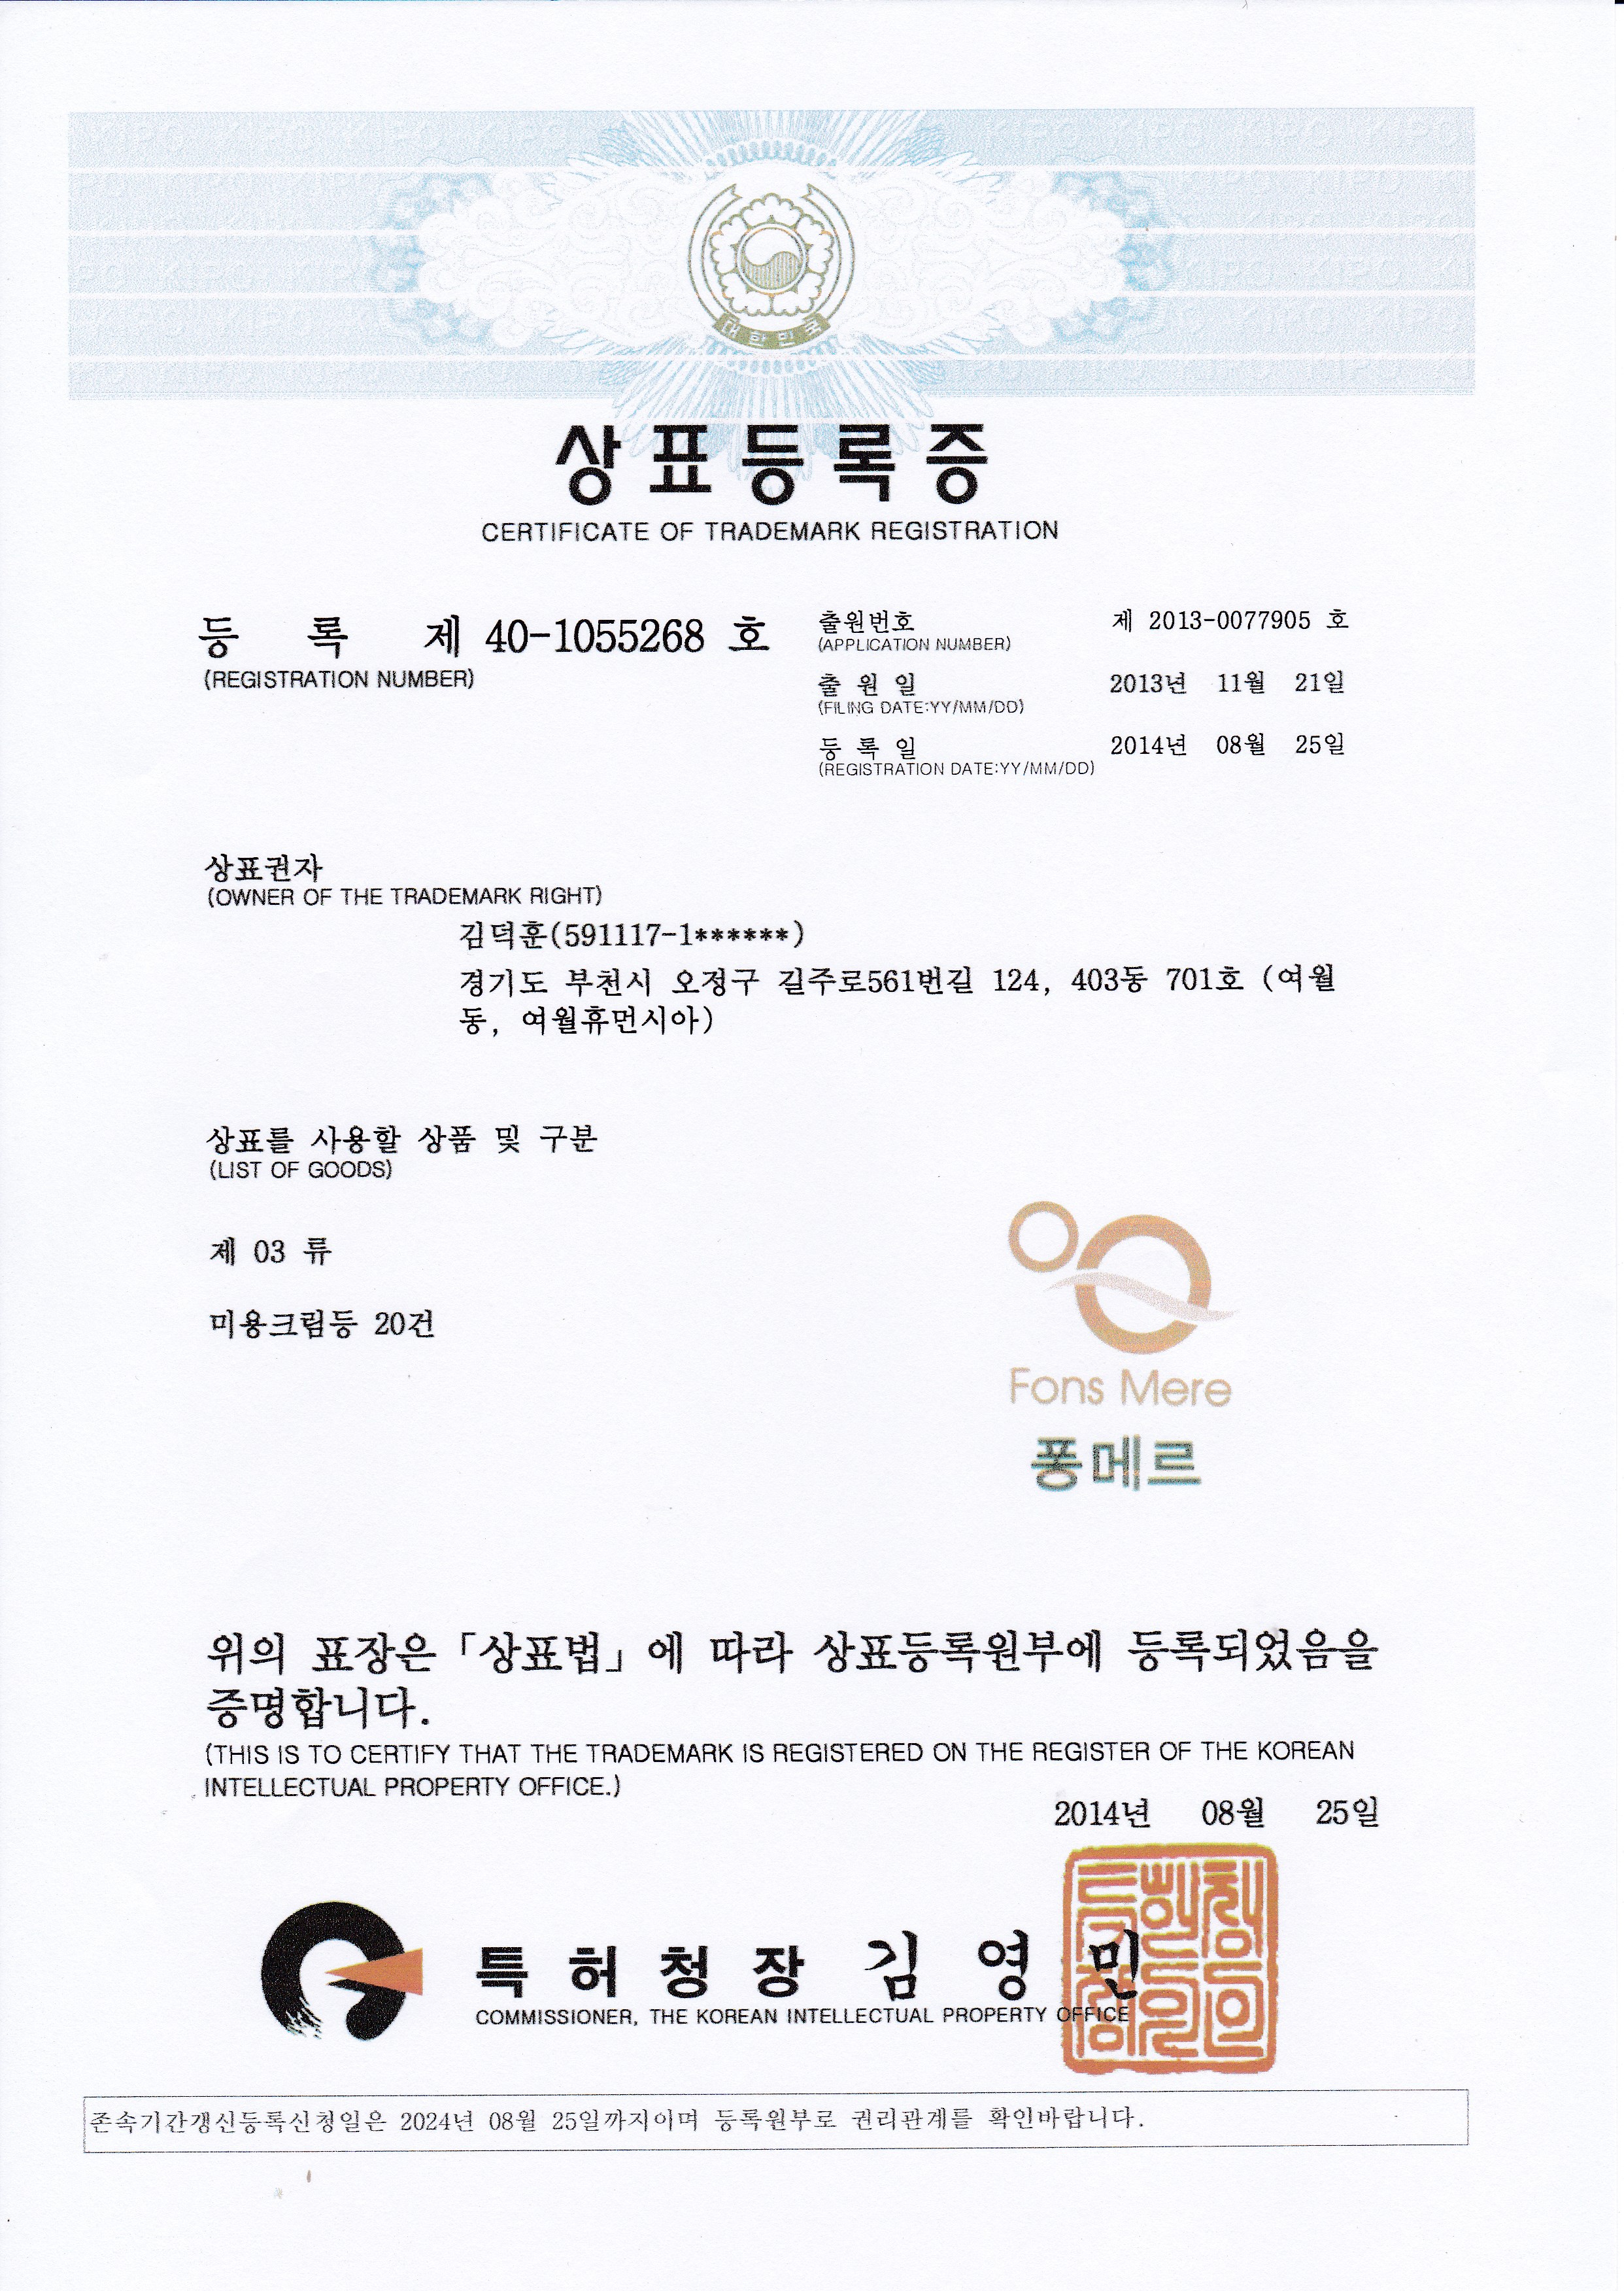 대한민국
상표등록증
CERTIFICATE OF TRADEMARK REGISTRATION
등 록 제 40-1055268 호
(REGISTRATION NUMBER)
출원번호 제 2013-0077905 호
(APPLICATION NUMBER)
출 원 일 2013년 11월 21일
(FILING DATE:YY/MM/DD)
등 록 일 2014년 08월 25일
(REGISTRATION DATE:YY/MM/DD)
상표권자
(OWNER OF THE TRADEMARK RIGHT)
김덕훈(591117-1******)
경기도 부천시 오정구 길주로561번길 124, 403동 701호 (여월
동, 여월휴먼시아)
상표를 사용할 상품 및 구분
(LIST OF GOODS)
제 03 류
미용크림등 20건
Fons Mere
퐁메르
위의 표장은 「상표법」에 따라 상표등록원부에 등록되었음을
증명합니다.
(THIS IS TO CERTIFY THAT THE TRADEMARK IS REGISTERED ON THE REGISTER OF THE KOREAN
INTELLECTUAL PROPERTY OFFICE.)
2014년 08월 25일
특 허 청 장 김 영 민
COMMISSIONER, THE KOREAN INTELLECTUAL PROPERTY OFFICE
존속기간갱신등록신청일은 2024년 08월 25일까지이며 등록원부로 권리관계를 확인바랍니다.